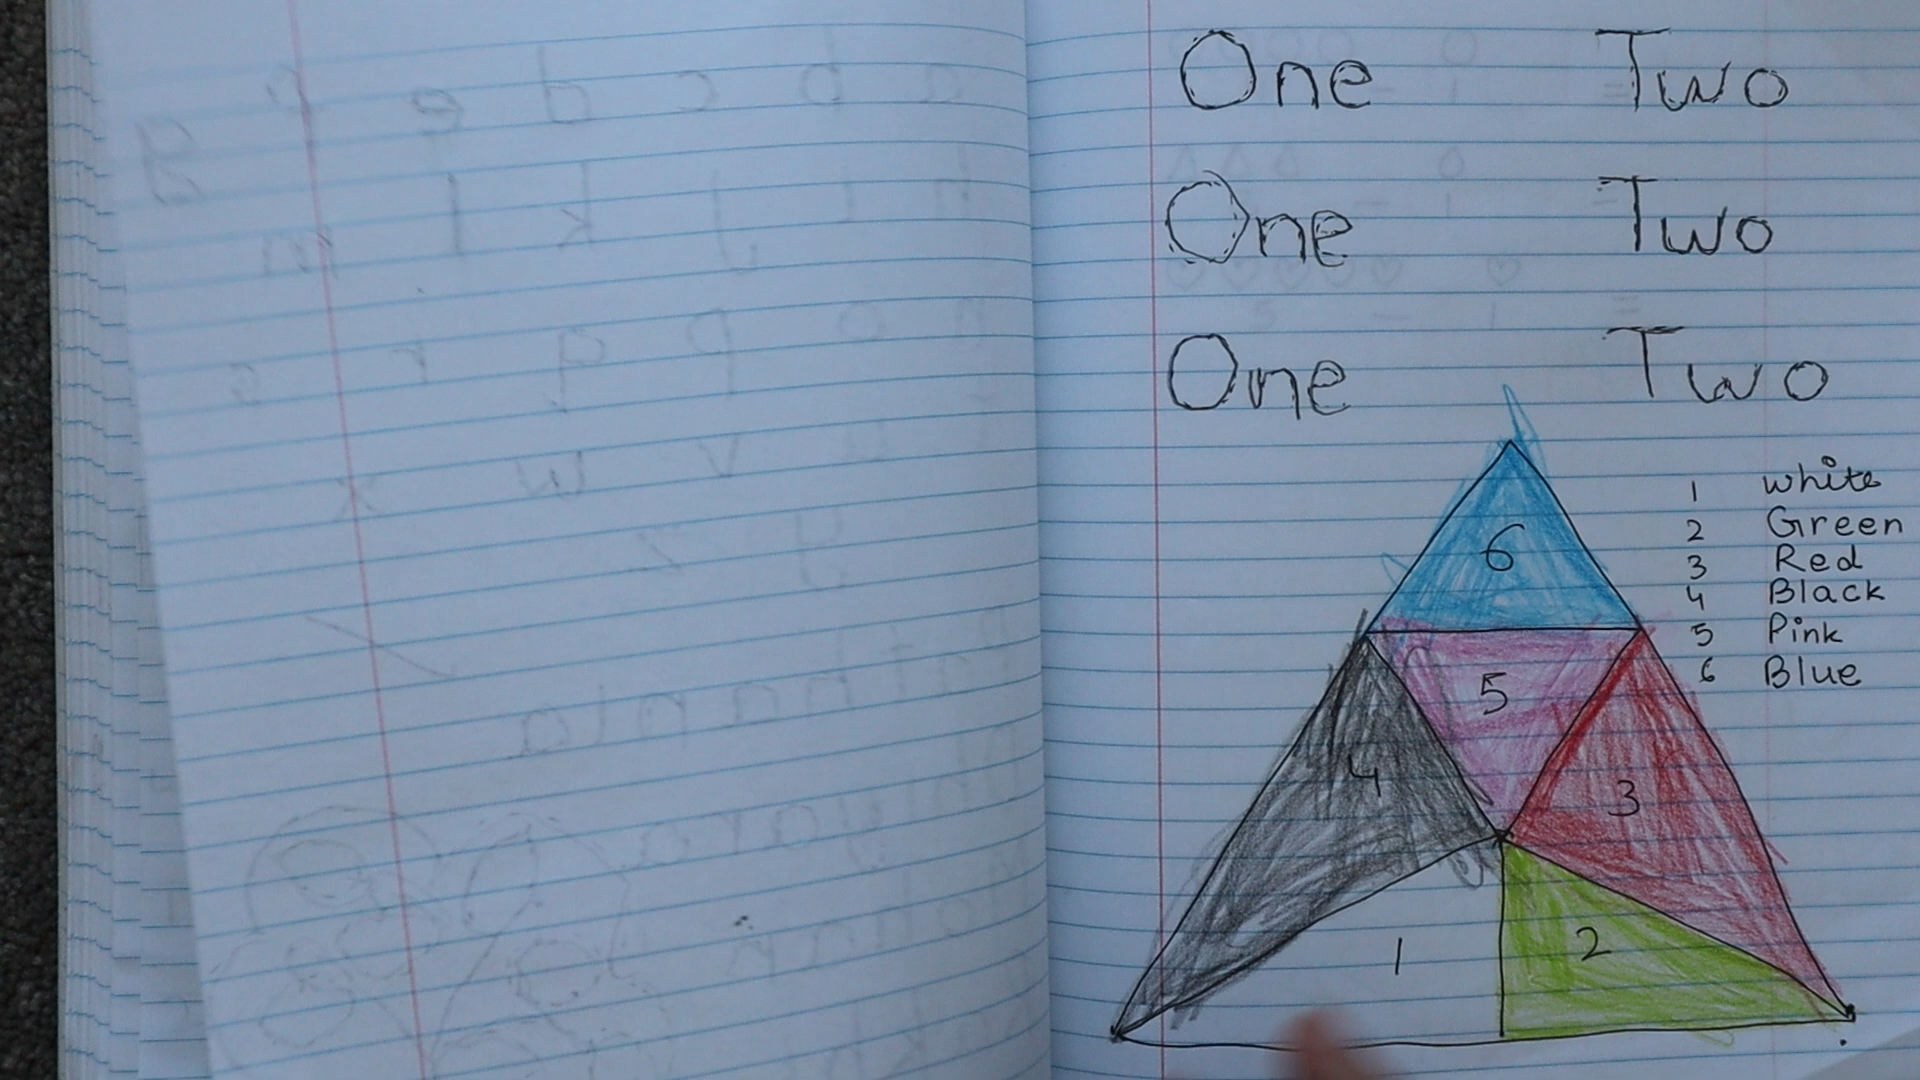 One Two
One Two
One Two
1 white
2 Green
3 Red
4 Black
5 Pink
6 Blue
6
5
4
3
1
2